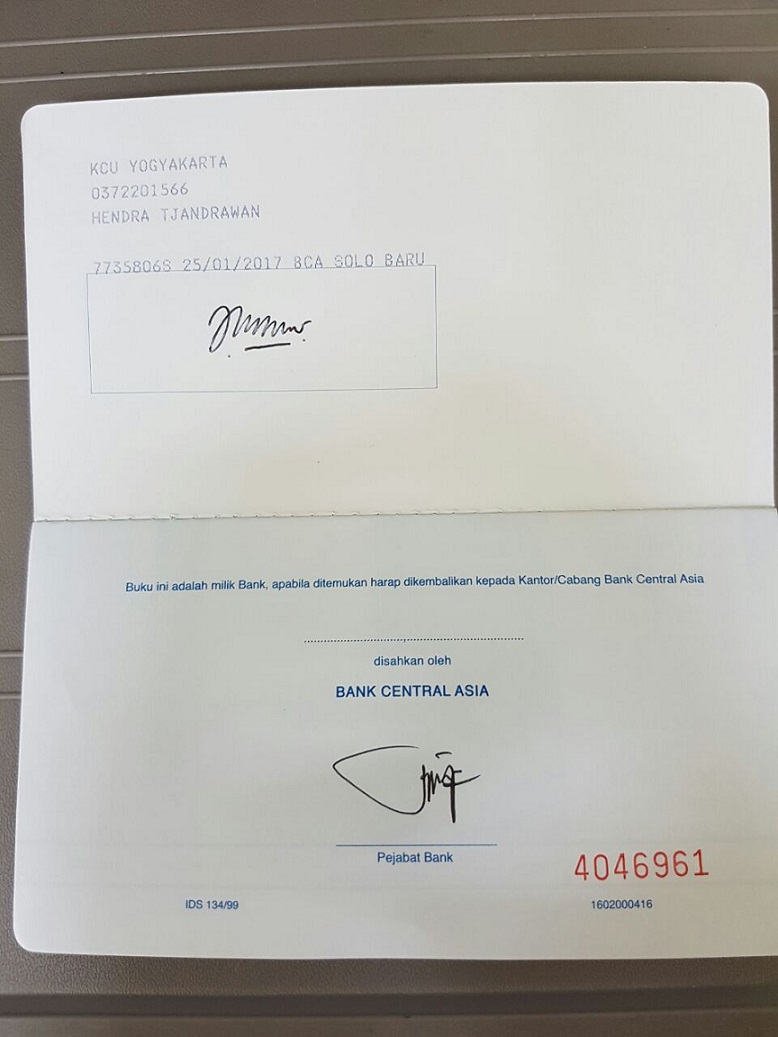 KCU YOGYAKARTA
0372201566
HENDRA TJANDRAWAN
7735806S 25/01/2017 BCA SOLO BARU
Buku ini adalah milik Bank, apabila ditemukan harap dikembalikan kepada Kantor/Cabang Bank Central Asia
disahkan oleh
BANK CENTRAL ASIA
Pejabat Bank
4046961
IDS 134/99
1602000416